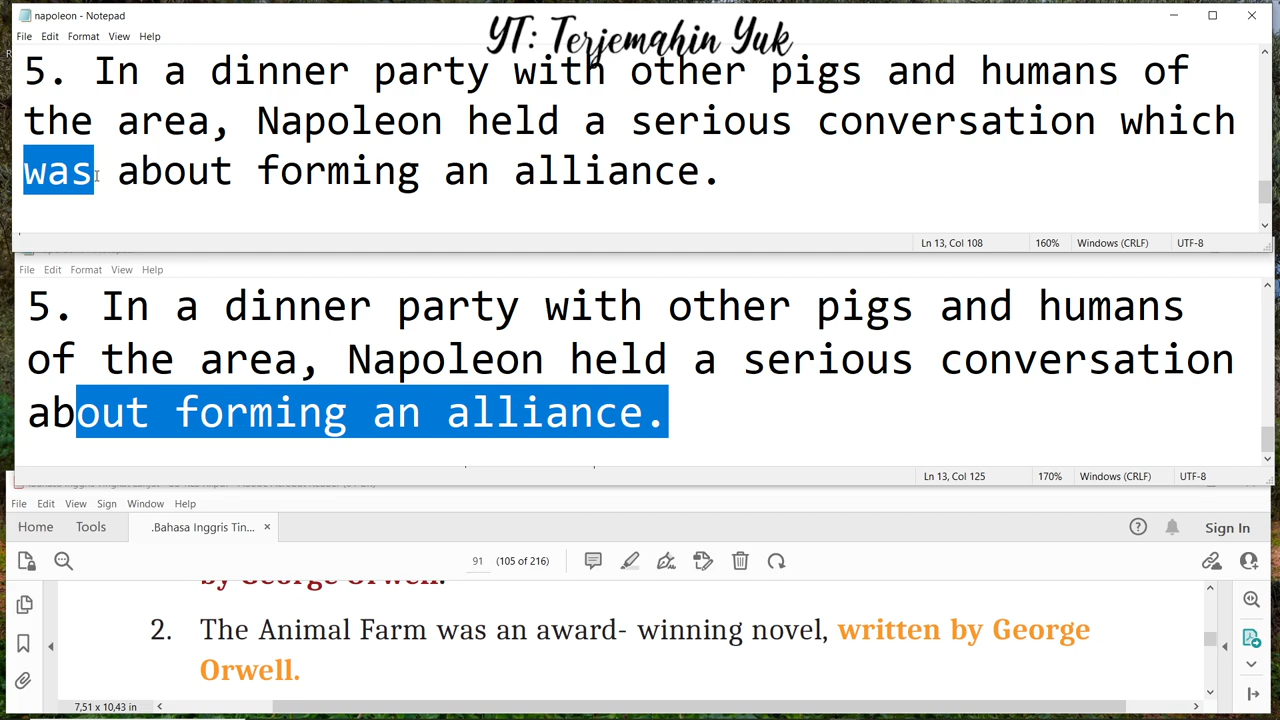 napoleon - Notepad
YT: Terjemahin Yuk
File Edit Format View Help
5. In a dinner party with other pigs and humans of
the area, Napoleon held a serious conversation which
was about forming an alliance.
Ln 13, Col 108 160% Windows (CRLF) UTF-8
File Edit Format View Help
5. In a dinner party with other pigs and humans
of the area, Napoleon held a serious conversation
about forming an alliance.
Ln 13, Col 125 170% Windows (CRLF) UTF-8
File Edit View Sign Window Help
Home Tools .Bahasa Inggris Tin... × Sign In
91 (105 of 216)
by George Orwell.
2. The Animal Farm was an award- winning novel, written by George
Orwell.
7,51 x 10,43 in